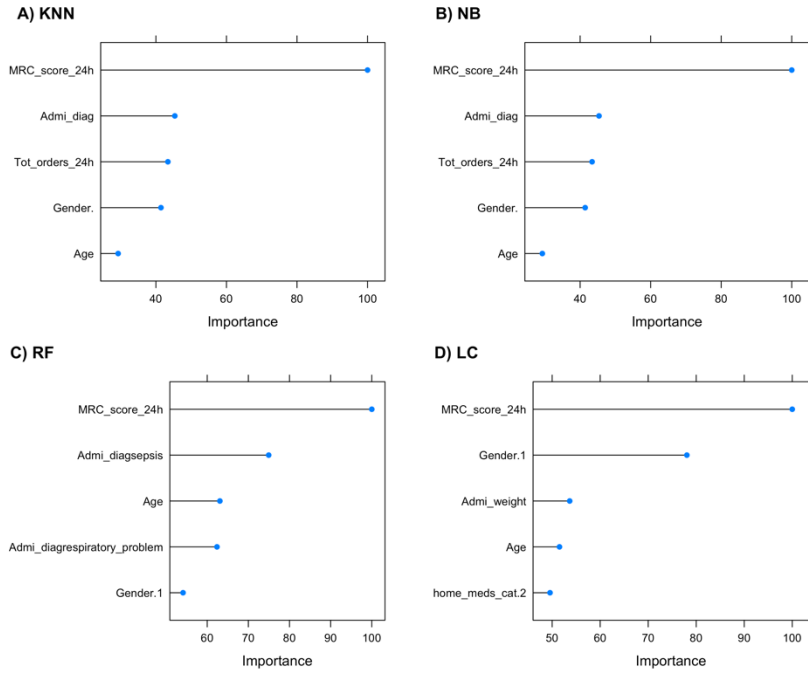 A) KNN
MRC_score_24h
Admi_diag
Tot_orders_24h
Gender.
Age
40 60 80 100
Importance
B) NB
MRC_score_24h
Admi_diag
Tot_orders_24h
Gender.
Age
40 60 80 100
Importance
C) RF
MRC_score_24h
Admi_diagsepsis
Age
Admi_diagrespiratory_problem
Gender.1
60 70 80 90 100
Importance
D) LC
MRC_score_24h
Gender.1
Admi_weight
Age
home_meds_cat.2
50 60 70 80 90 100
Importance